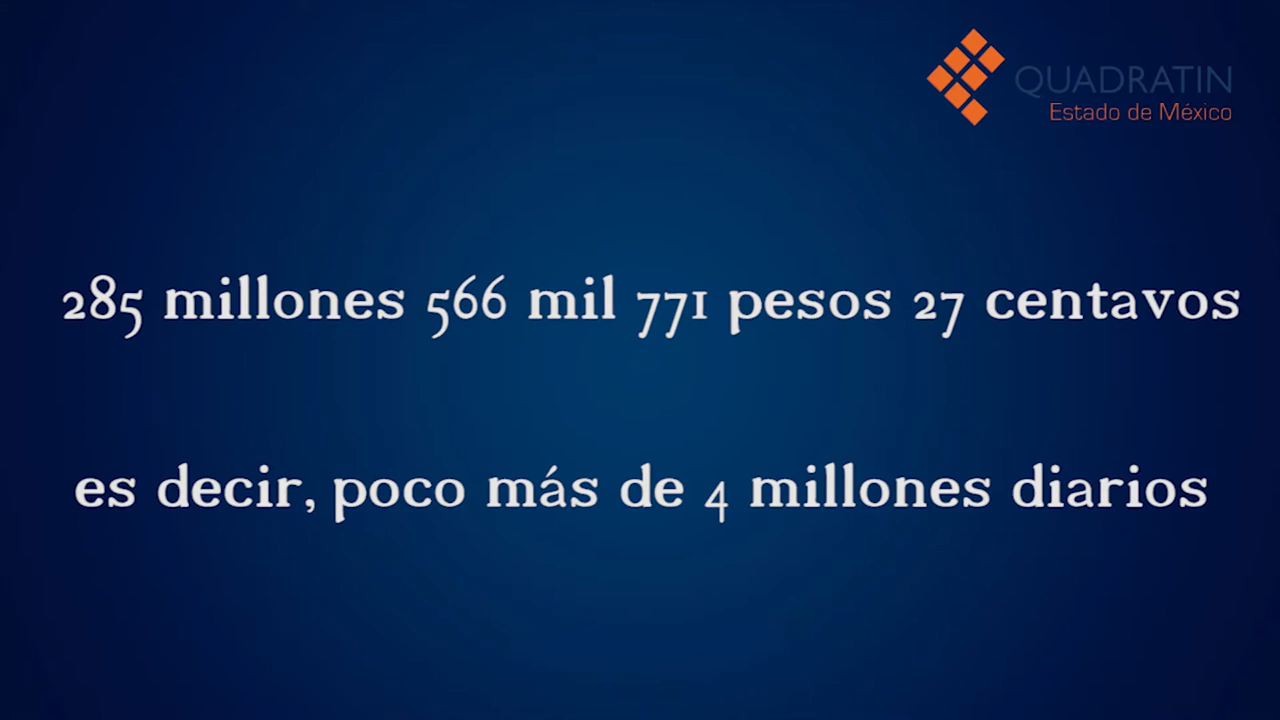 QUADRATIN
Estado de México
285 millones 566 mil 771 pesos 27 centavos
es decir, poco más de 4 millones diarios